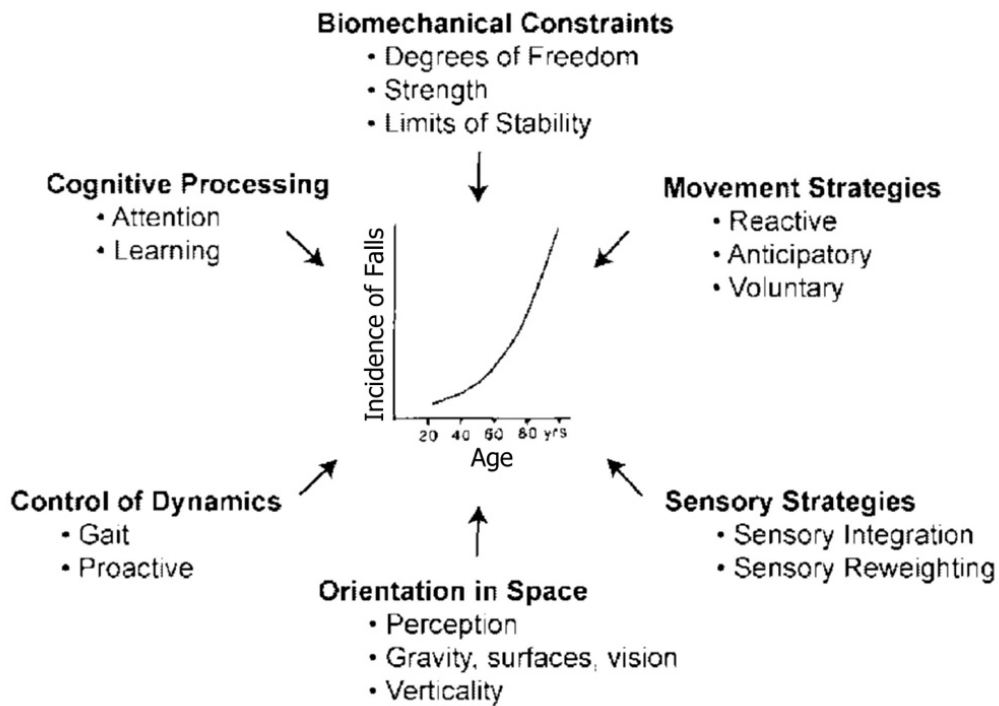 Biomechanical Constraints
• Degrees of Freedom
• Strength
• Limits of Stability
Cognitive Processing
• Attention
• Learning
Movement Strategies
• Reactive
• Anticipatory
• Voluntary
Incidence of Falls
20 40 60 80 yrs
Age
Control of Dynamics
• Gait
• Proactive
Orientation in Space
• Perception
• Gravity, surfaces, vision
• Verticality
Sensory Strategies
• Sensory Integration
• Sensory Reweighting